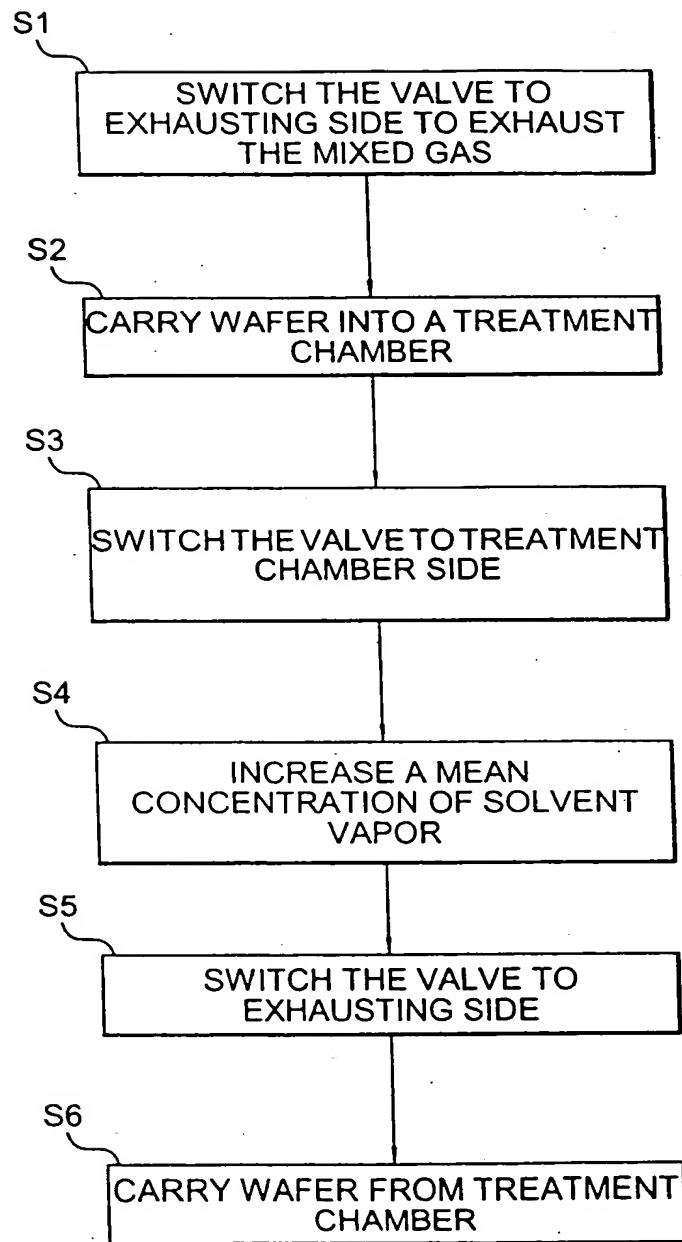 S1
SWITCH THE VALVE TO
EXHAUSTING SIDE TO EXHAUST
THE MIXED GAS
S2
CARRY WAFER INTO A TREATMENT
CHAMBER
S3
SWITCH THE VALVE TO TREATMENT
CHAMBER SIDE
S4
INCREASE A MEAN
CONCENTRATION OF SOLVENT
VAPOR
S5
SWITCH THE VALVE TO
EXHAUSTING SIDE
S6
CARRY WAFER FROM TREATMENT
CHAMBER